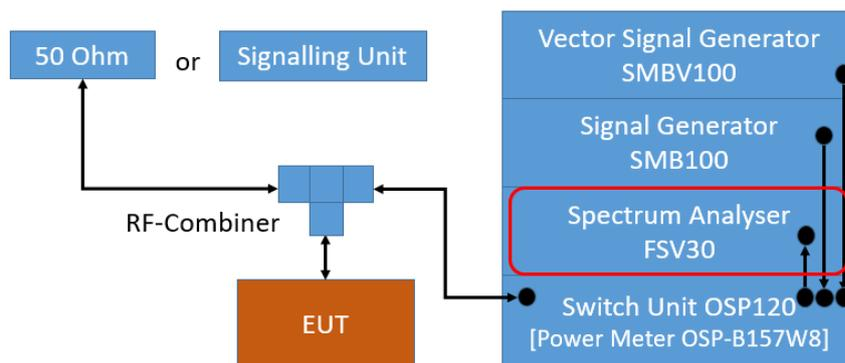 50 Ohm
or
Signalling Unit
Vector Signal Generator
SMBV100
Signal Generator
SMB100
RF-Combiner
Spectrum Analyser
FSV30
EUT
Switch Unit OSP120
[Power Meter OSP-B157W8]